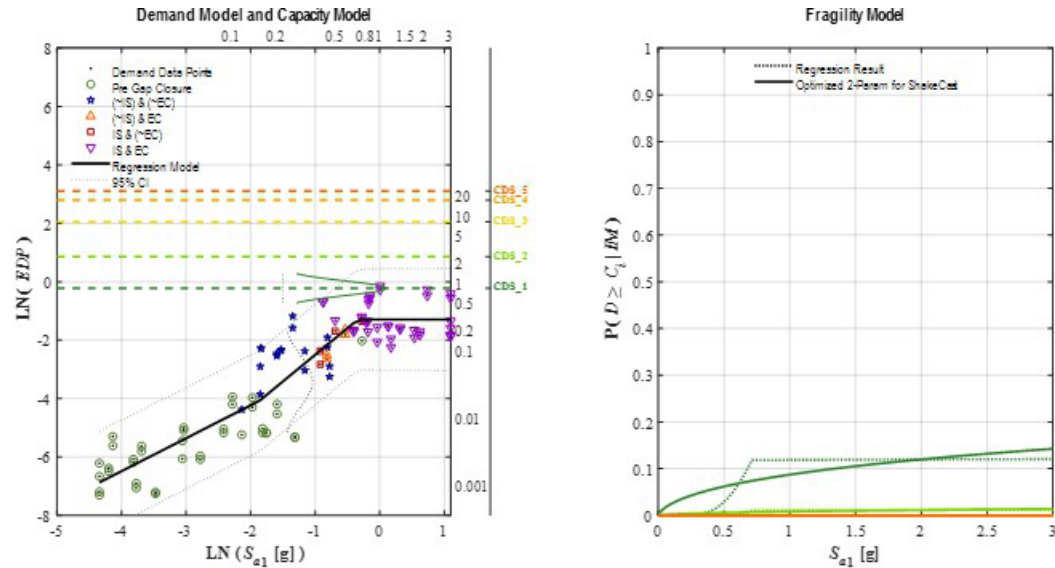 Demand Model and Capacity Model
0.1 0.2 0.5 0.81 1.5 2 3
8
6
4
2
0
-2
-4
-6
-8
LN( EDP )
Demand Data Points
Pre Gap Closure
(~IS) & (~EC)
(~IS) & EC
IS & (~EC)
IS & EC
Regression Model
95% CI
20
10
5
2
1
0.5
0.2
0.1
0.01
0.001
CDS_5
CDS_4
CDS_3
CDS_2
CDS_1
-5 -4 -3 -2 -1 0 1
LN ( Sa1 [g] )
Fragility Model
1
0.9
0.8
0.7
0.6
0.5
0.4
0.3
0.2
0.1
0
P( D ≥ Ci | IM )
Regression Result
Optimized 2-Param for ShakeCast
0 0.5 1 1.5 2 2.5 3
Sa1 [g]